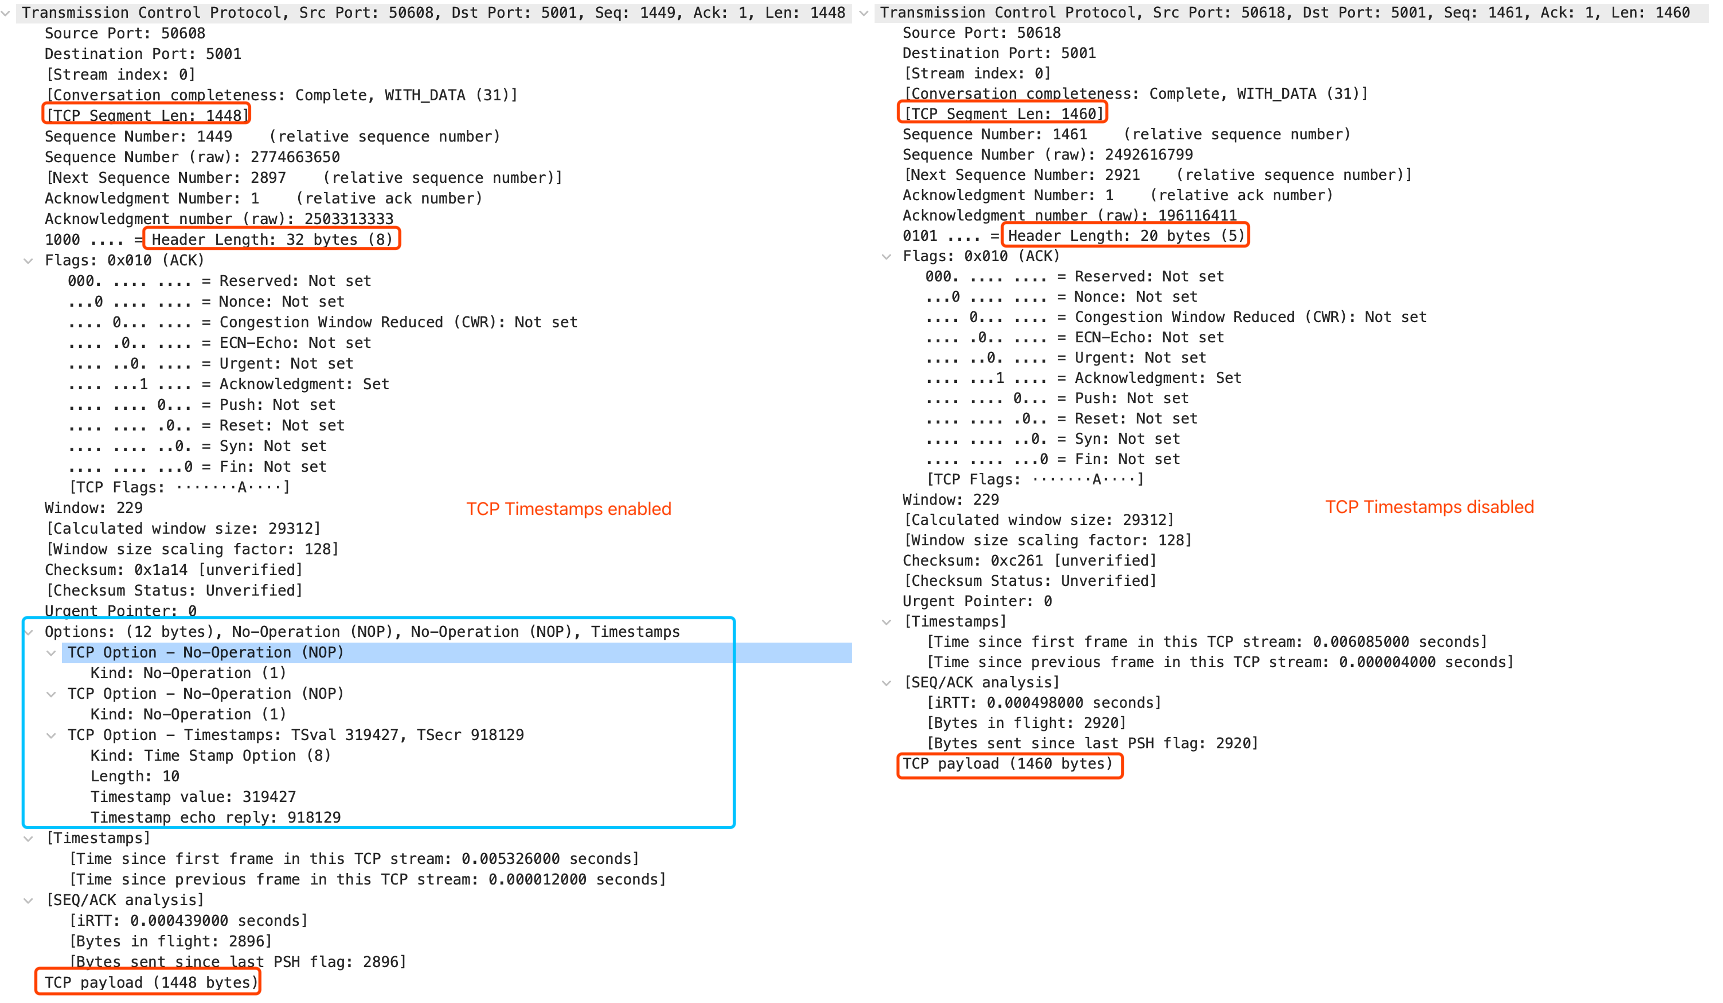 Transmission Control Protocol, Src Port: 50608, Dst Port: 5001, Seq: 1449, Ack: 1, Len: 1448
Source Port: 50608
Destination Port: 5001
[Stream index: 0]
[Conversation completeness: Complete, WITH_DATA (31)]
[TCP Segment Len: 1448]
Sequence Number: 1449    (relative sequence number)
Sequence Number (raw): 2774663650
[Next Sequence Number: 2897    (relative sequence number)]
Acknowledgment Number: 1    (relative ack number)
Acknowledgment number (raw): 2503313333
1000 .... = Header Length: 32 bytes (8)
Flags: 0x010 (ACK)
000. .... .... = Reserved: Not set
...0 .... .... = Nonce: Not set
.... 0... .... = Congestion Window Reduced (CWR): Not set
.... .0.. .... = ECN-Echo: Not set
.... ..0. .... = Urgent: Not set
.... ...1 .... = Acknowledgment: Set
.... .... 0... = Push: Not set
.... .... .0.. = Reset: Not set
.... .... ..0. = Syn: Not set
.... .... ...0 = Fin: Not set
[TCP Flags: ·······A····]
Window: 229
TCP Timestamps enabled
[Calculated window size: 29312]
[Window size scaling factor: 128]
Checksum: 0x1a14 [unverified]
[Checksum Status: Unverified]
Urgent Pointer: 0
Options: (12 bytes), No-Operation (NOP), No-Operation (NOP), Timestamps
TCP Option - No-Operation (NOP)
Kind: No-Operation (1)
TCP Option - No-Operation (NOP)
Kind: No-Operation (1)
TCP Option - Timestamps: TSval 319427, TSecr 918129
Kind: Time Stamp Option (8)
Length: 10
Timestamp value: 319427
Timestamp echo reply: 918129
[Timestamps]
[Time since first frame in this TCP stream: 0.005326000 seconds]
[Time since previous frame in this TCP stream: 0.000012000 seconds]
[SEQ/ACK analysis]
[iRTT: 0.000439000 seconds]
[Bytes in flight: 2896]
[Bytes sent since last PSH flag: 2896]
TCP payload (1448 bytes)
Transmission Control Protocol, Src Port: 50618, Dst Port: 5001, Seq: 1461, Ack: 1, Len: 1460
Source Port: 50618
Destination Port: 5001
[Stream index: 0]
[Conversation completeness: Complete, WITH_DATA (31)]
[TCP Segment Len: 1460]
Sequence Number: 1461    (relative sequence number)
Sequence Number (raw): 2492616799
[Next Sequence Number: 2921    (relative sequence number)]
Acknowledgment Number: 1    (relative ack number)
Acknowledgment number (raw): 196116411
0101 .... = Header Length: 20 bytes (5)
Flags: 0x010 (ACK)
000. .... .... = Reserved: Not set
...0 .... .... = Nonce: Not set
.... 0... .... = Congestion Window Reduced (CWR): Not set
.... .0.. .... = ECN-Echo: Not set
.... ..0. .... = Urgent: Not set
.... ...1 .... = Acknowledgment: Set
.... .... 0... = Push: Not set
.... .... .0.. = Reset: Not set
.... .... ..0. = Syn: Not set
.... .... ...0 = Fin: Not set
[TCP Flags: ·······A····]
Window: 229
TCP Timestamps disabled
[Calculated window size: 29312]
[Window size scaling factor: 128]
Checksum: 0xc261 [unverified]
[Checksum Status: Unverified]
Urgent Pointer: 0
[Timestamps]
[Time since first frame in this TCP stream: 0.006085000 seconds]
[Time since previous frame in this TCP stream: 0.000004000 seconds]
[SEQ/ACK analysis]
[iRTT: 0.000498000 seconds]
[Bytes in flight: 2920]
[Bytes sent since last PSH flag: 2920]
TCP payload (1460 bytes)